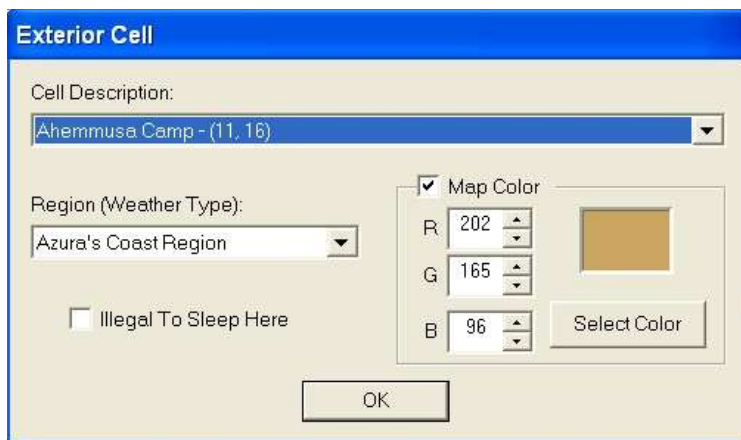 Exterior Cell
Cell Description:
Ahemmusa Camp - (11, 16)
Region (Weather Type):
Azura's Coast Region
Illegal To Sleep Here
Map Color
R 202
G 165
B 96
Select Color
OK